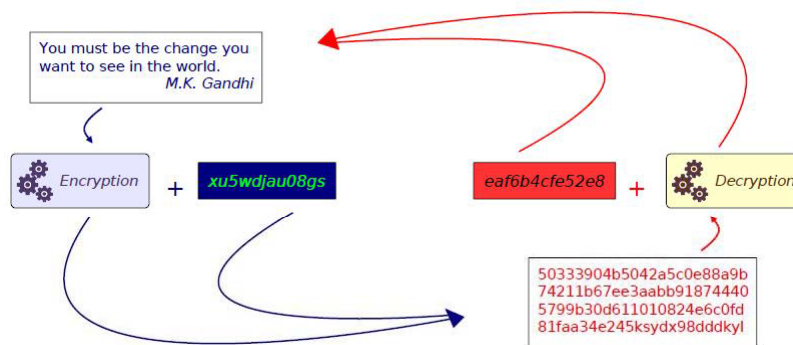 You must be the change you
want to see in the world.
M.K. Gandhi
Encryption
+
xu5wdjau08gs
eaf6b4cfe52e8
+
Decryption
50333904b5042a5c0e88a9b
74211b67ee3aabb91874440
5799b30d611010824e6c0fd
81faa34e245ksydx98dddkyl